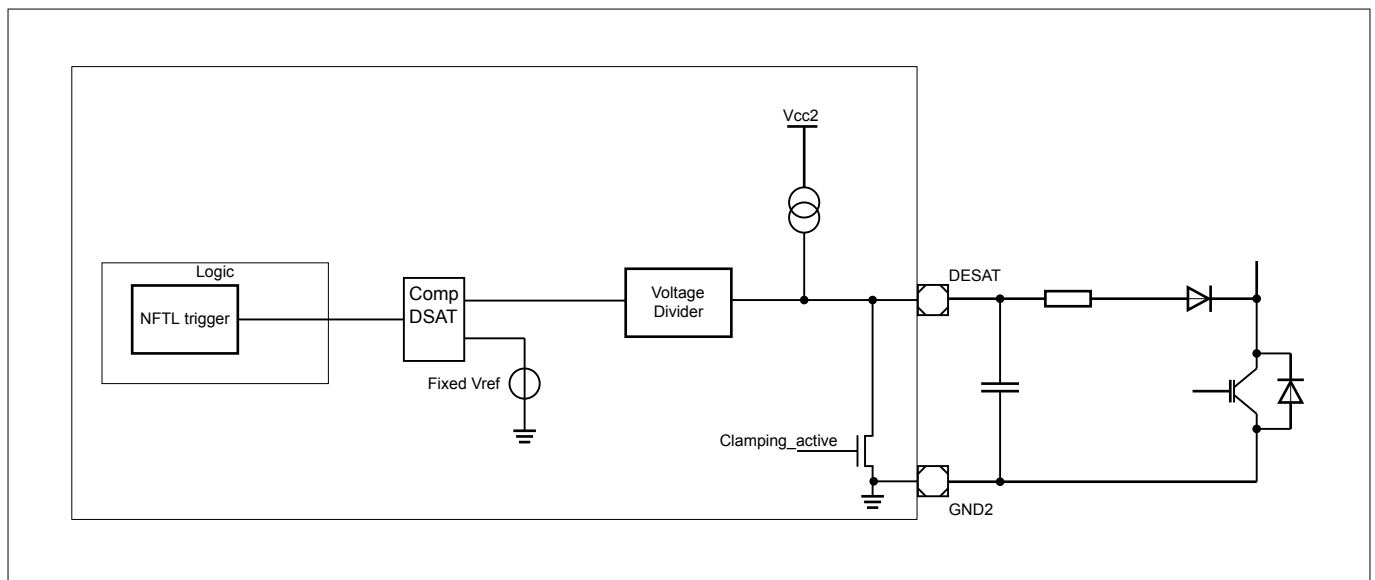 Vcc2
Logic
NFTL trigger
Comp
DSAT
Fixed Vref
Voltage
Divider
DESAT
Clamping_active
GND2